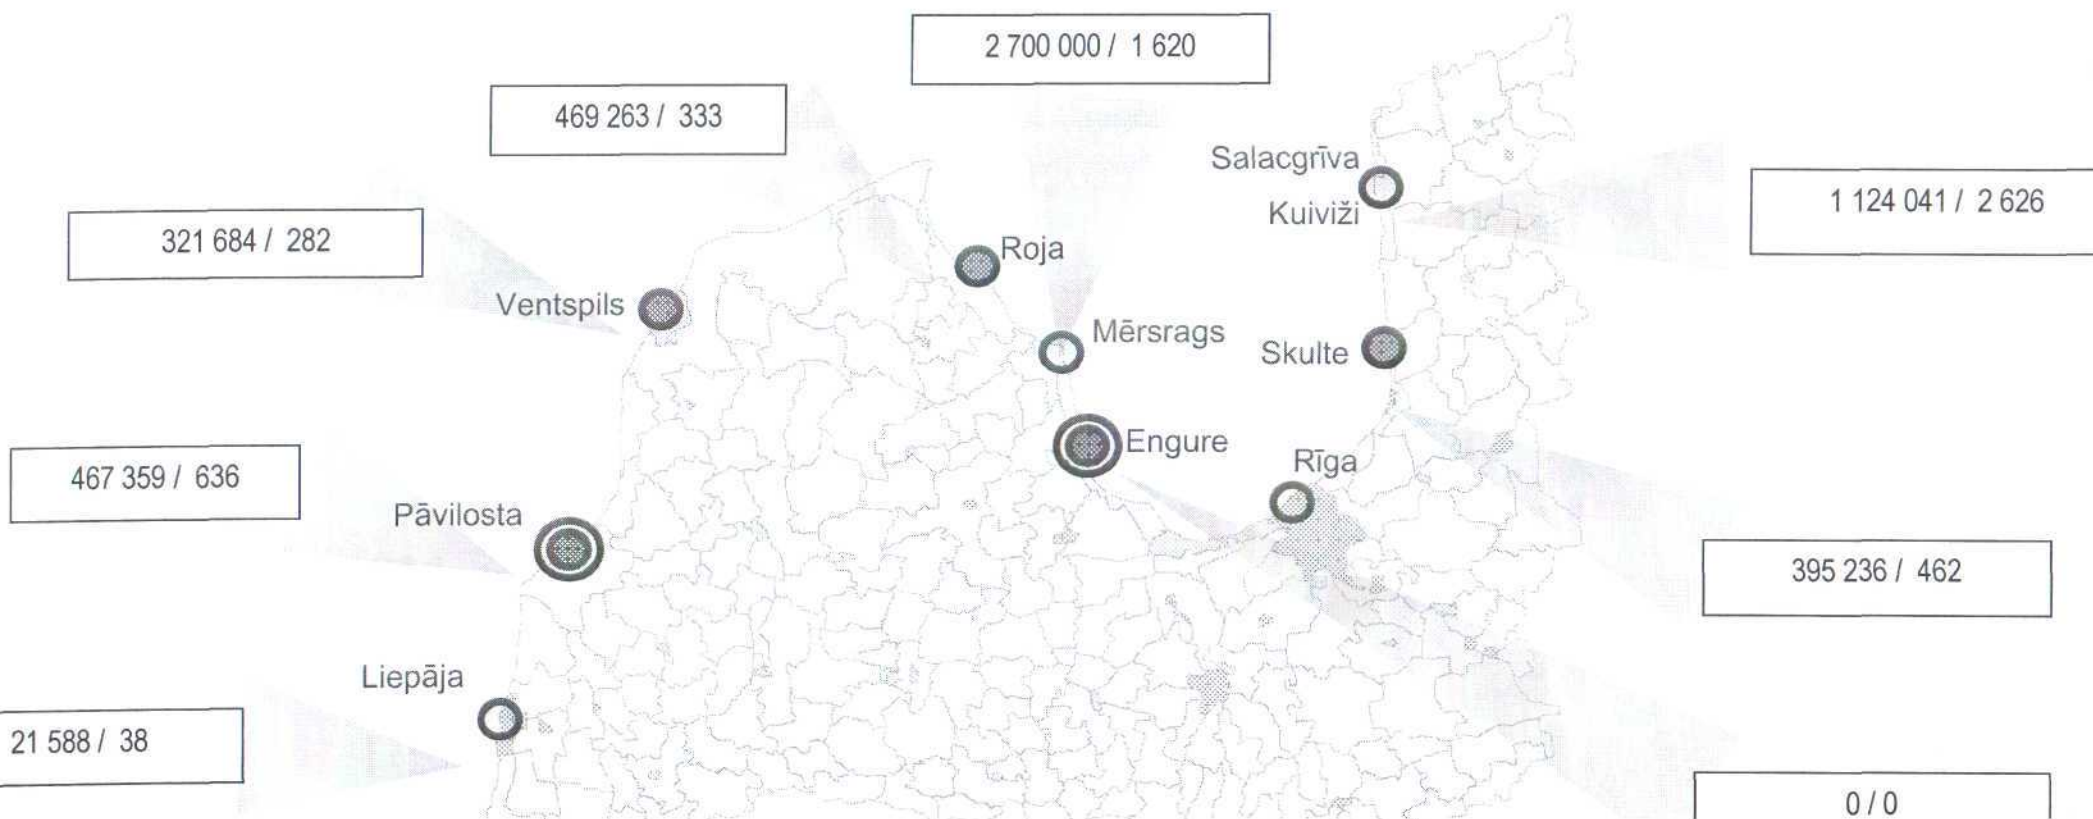 2 700 000 / 1 620
469 263 / 333
Salacgrīva
Kuiviži
1 124 041 / 2 626
321 684 / 282
Roja
Ventspils
Mērsrags
Skulte
Engure
Rīga
467 359 / 636
Pāvilosta
395 236 / 462
Liepāja
21 588 / 38
0 / 0